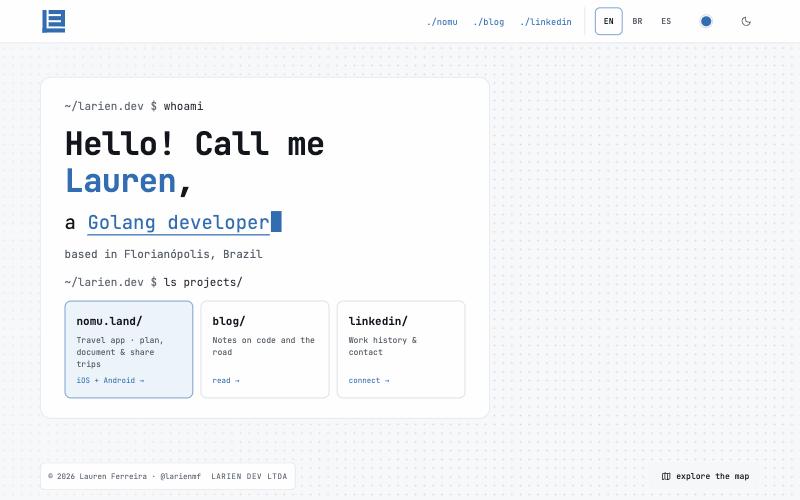 ./nomu ./blog ./linkedin EN BR ES
~/larien.dev $ whoami
Hello! Call me
Lauren,
a Golang developer
based in Florianópolis, Brazil
~/larien.dev $ ls projects/
nomu.land/
Travel app · plan,
document & share
trips
iOS + Android →
blog/
Notes on code and the
road
read →
linkedin/
Work history &
contact
connect →
© 2026 Lauren Ferreira · @larienmf LARIEN DEV LTDA
explore the map